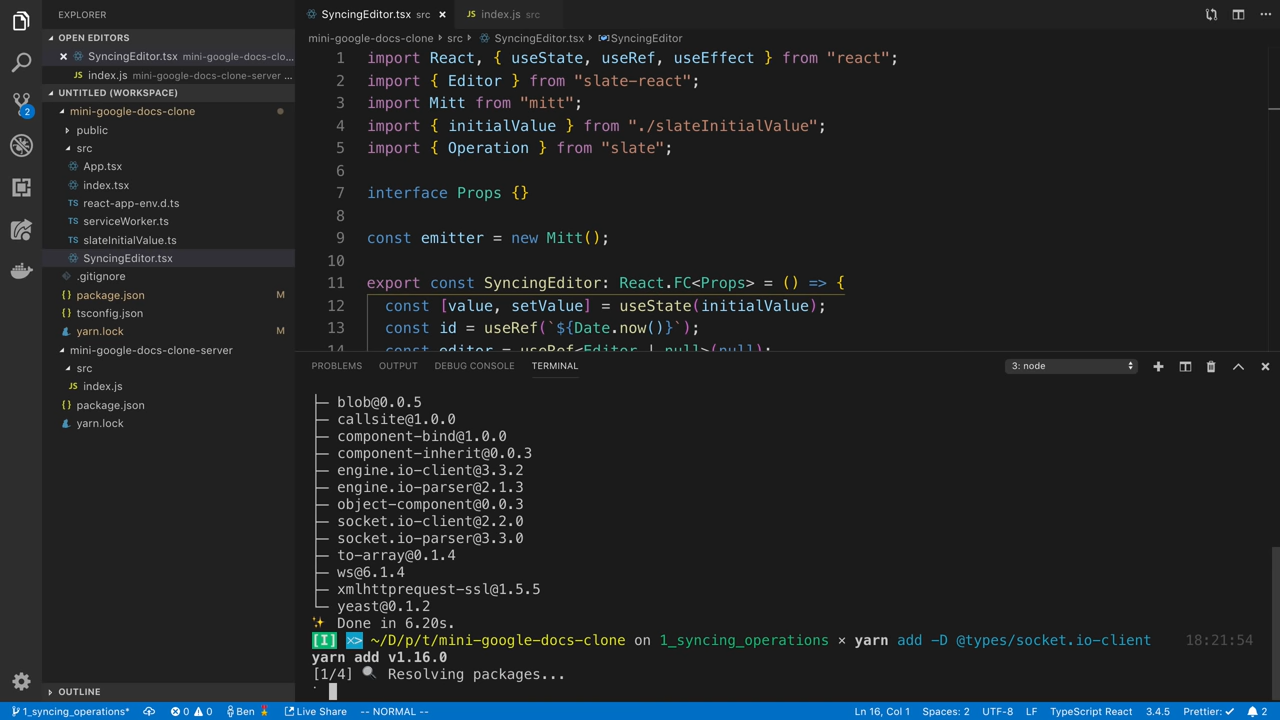 EXPLORER
OPEN EDITORS
SyncingEditor.tsx mini-google-docs-clo...
index.js mini-google-docs-clone-server ...
UNTITLED (WORKSPACE)
mini-google-docs-clone
public
src
App.tsx
index.tsx
TS react-app-env.d.ts
TS serviceWorker.ts
TS slateInitialValue.ts
SyncingEditor.tsx
.gitignore
package.json M
tsconfig.json
yarn.lock M
mini-google-docs-clone-server
src
index.js
package.json
yarn.lock
OUTLINE
2
SyncingEditor.tsx src
JS index.js src
mini-google-docs-clone src SyncingEditor.tsx SyncingEditor
1 import React, { useState, useRef, useEffect } from "react";
2 import { Editor } from "slate-react";
3 import Mitt from "mitt";
4 import { initialValue } from "./slateInitialValue";
5 import { Operation } from "slate";
6
7 interface Props {}
8
9 const emitter = new Mitt();
10
11 export const SyncingEditor: React.FC<Props> = () => {
12 const [value, setValue] = useState(initialValue);
13 const id = useRef(`${Date.now()}`);
14 const editor = useRef<Editor | null>(null);
PROBLEMS OUTPUT DEBUG CONSOLE TERMINAL 3: node
├─ blob@0.0.5
├─ callsite@1.0.0
├─ component-bind@1.0.0
├─ component-inherit@0.0.3
├─ engine.io-client@3.3.2
├─ engine.io-parser@2.1.3
├─ object-component@0.0.3
├─ socket.io-client@2.2.0
├─ socket.io-parser@3.3.0
├─ to-array@0.1.4
├─ ws@6.1.4
├─ xmlhttprequest-ssl@1.5.5
└─ yeast@0.1.2
✨ Done in 6.20s.
[I] ~/D/p/t/mini-google-docs-clone on 1_syncing_operations × yarn add -D @types/socket.io-client 18:21:54
yarn add v1.16.0
[1/4] 🔍 Resolving packages...
1_syncing_operations* 0 0 Ben Live Share -- NORMAL -- Ln 16, Col 1 Spaces: 2 UTF-8 LF TypeScript React 3.4.5 Prettier: ✓ 2